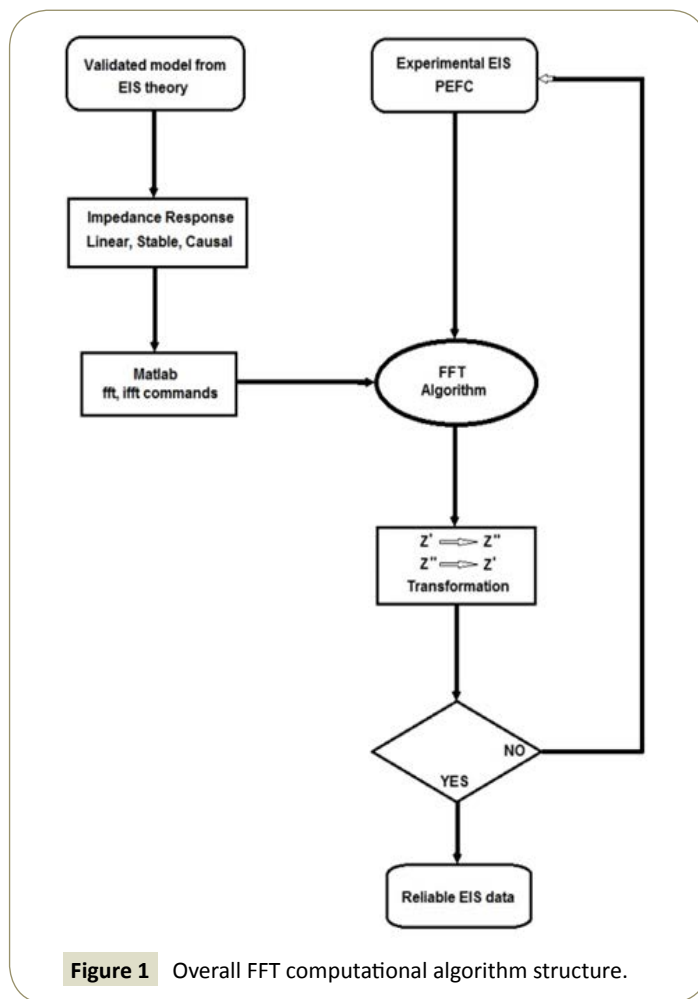 Validated model from
EIS theory
Experimental EIS
PEFC
Impedance Response
Linear, Stable, Causal
Matlab
fft, ifft commands
FFT
Algorithm
Z' ⟹ Z"
Z" ⟹ Z'
Transformation
NO
YES
Reliable EIS data
Figure 1 Overall FFT computational algorithm structure.